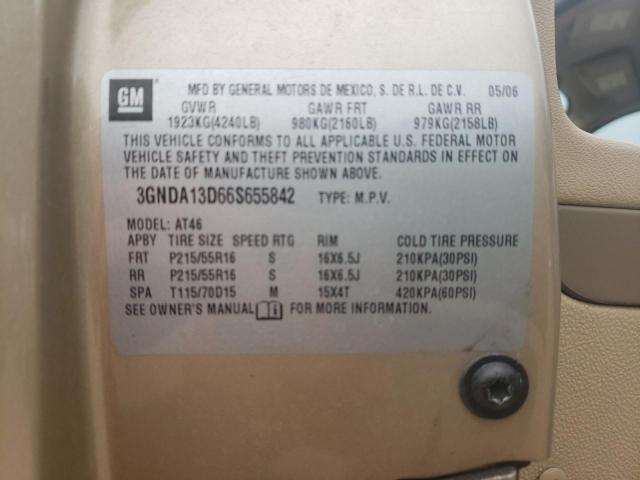 GM MFD BY GENERAL MOTORS DE MEXICO, S. DE R.L. DE C.V. 05/06
GVWR GAWR FRT GAWR RR
1923KG(4240LB) 980KG(2160LB) 979KG(2158LB)
THIS VEHICLE CONFORMS TO ALL APPLICABLE U.S. FEDERAL MOTOR
VEHICLE SAFETY AND THEFT PREVENTION STANDARDS IN EFFECT ON
THE DATE OF MANUFACTURE SHOWN ABOVE.
3GNDA13D66S655842 TYPE: M.P.V.
MODEL: AT46
APBY TIRE SIZE SPEED RTG RIM COLD TIRE PRESSURE
FRT P215/55R16 S 16X6.5J 210KPA(30PSI)
RR P215/55R16 S 16X6.5J 210KPA(30PSI)
SPA T115/70D15 M 15X4T 420KPA(60PSI)
SEE OWNER'S MANUAL FOR MORE INFORMATION.